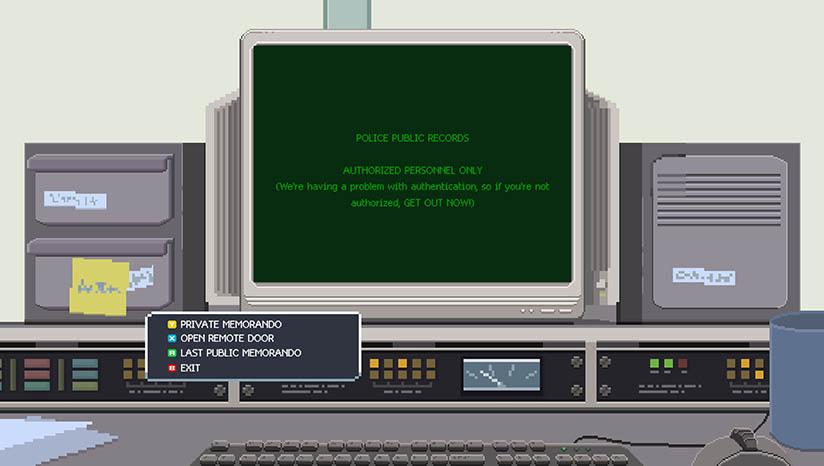 POLICE PUBLIC RECORDS
AUTHORIZED PERSONNEL ONLY
(We're having a problem with authentication, so if you're not
authorized, GET OUT NOW!)
Y PRIVATE MEMORANDO
X OPEN REMOTE DOOR
A LAST PUBLIC MEMORANDO
B EXIT